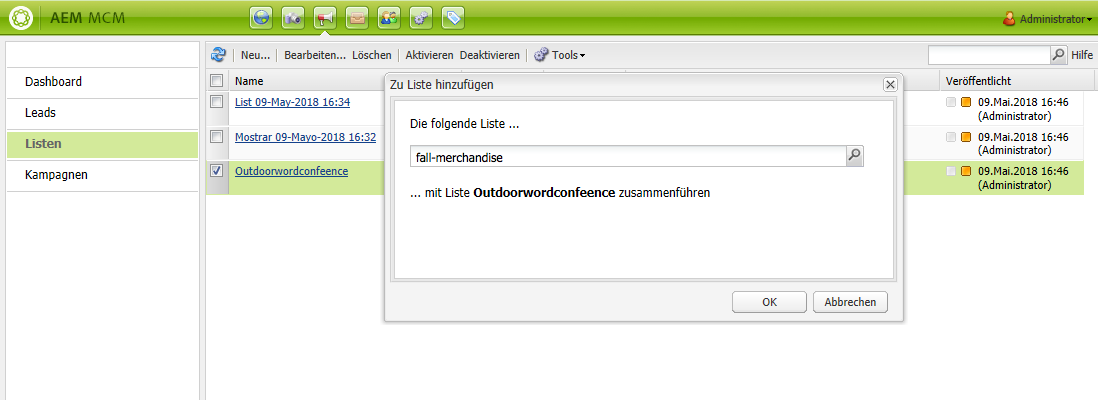 AEM MCM
Administrator
Neu... Bearbeiten... Löschen Aktivieren Deaktivieren Tools Hilfe
Dashboard
Leads
Listen
Kampagnen
Name Veröffentlicht
List 09-May-2018 16:34 09.Mai.2018 16:46
(Administrator)
Mostrar 09-Mayo-2018 16:32 09.Mai.2018 16:46
(Administrator)
Outdoorwordconfeence 09.Mai.2018 16:46
(Administrator)
Zu Liste hinzufügen
Die folgende Liste ...
fall-merchandise
... mit Liste Outdoorwordconfeence zusammenführen
OK Abbrechen